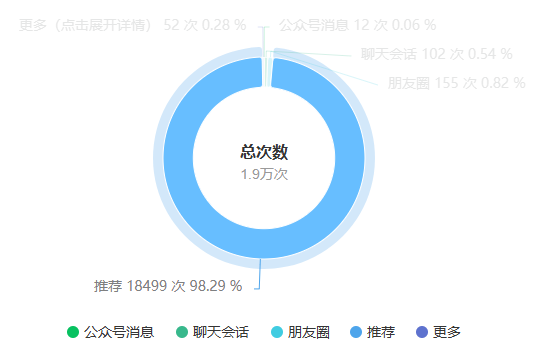 更多（点击展开详情） 52 次 0.28 %
公众号消息 12 次 0.06 %
聊天会话 102 次 0.54 %
朋友圈 155 次 0.82 %
总次数
1.9万次
推荐 18499 次 98.29 %
公众号消息 聊天会话 朋友圈 推荐 更多